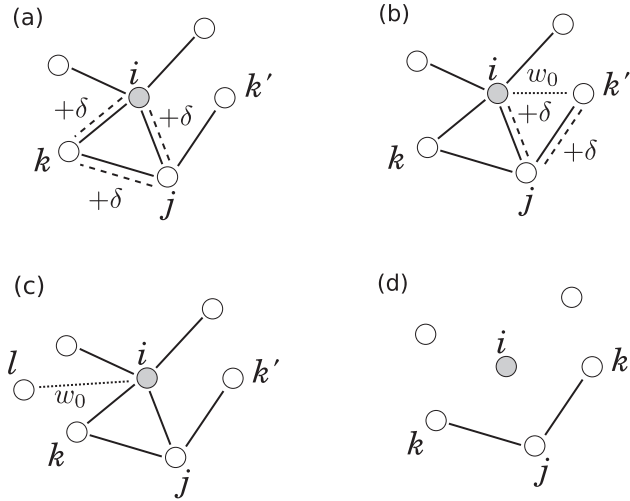 (a)
i
k′
+δ
+δ
k
+δ
j
(b)
i
w₀
k′
+δ
k
+δ
j
(c)
l
i
w₀
k′
k
j
(d)
i
k
k
j